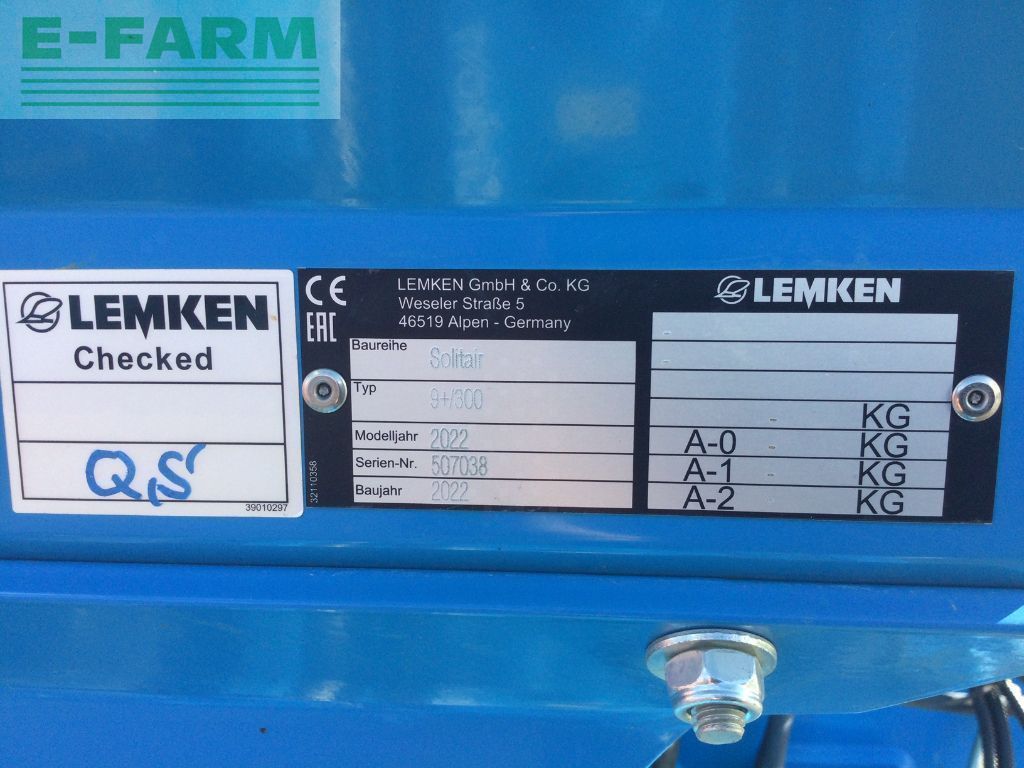 E-FARM
LEMKEN
Checked
Q,S
39010297
CE
EAC
LEMKEN GmbH & Co. KG
Weseler Straße 5
46519 Alpen - Germany
Baureihe Solitair
Typ 9+/300
Modelljahr 2022
Serien-Nr. 507038
Baujahr 2022
32110358
LEMKEN
-
-
- KG
A-0 - KG
A-1 - KG
A-2 - KG